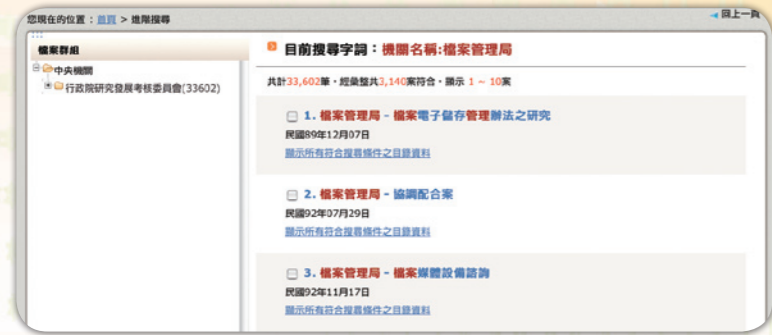 您現在的位置：首頁 > 進階搜尋
回上一頁
檔案群組
中央機關
行政院研究發展考核委員會(33602)
目前搜尋字詞：機關名稱:檔案管理局
共計33,602筆，經彙整共3,140案符合，顯示 1 ~ 10案
1. 檔案管理局 - 檔案電子儲存管理辦法之研究
民國89年12月07日
顯示所有符合搜尋條件之目錄資料
2. 檔案管理局 - 協調配合案
民國92年07月29日
顯示所有符合搜尋條件之目錄資料
3. 檔案管理局 - 檔案媒體設備諮詢
民國92年11月17日
顯示所有符合搜尋條件之目錄資料